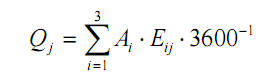 Q_j = \sum_{i=1}^{3} A_i \cdot E_{ij} \cdot 3600^{-1}